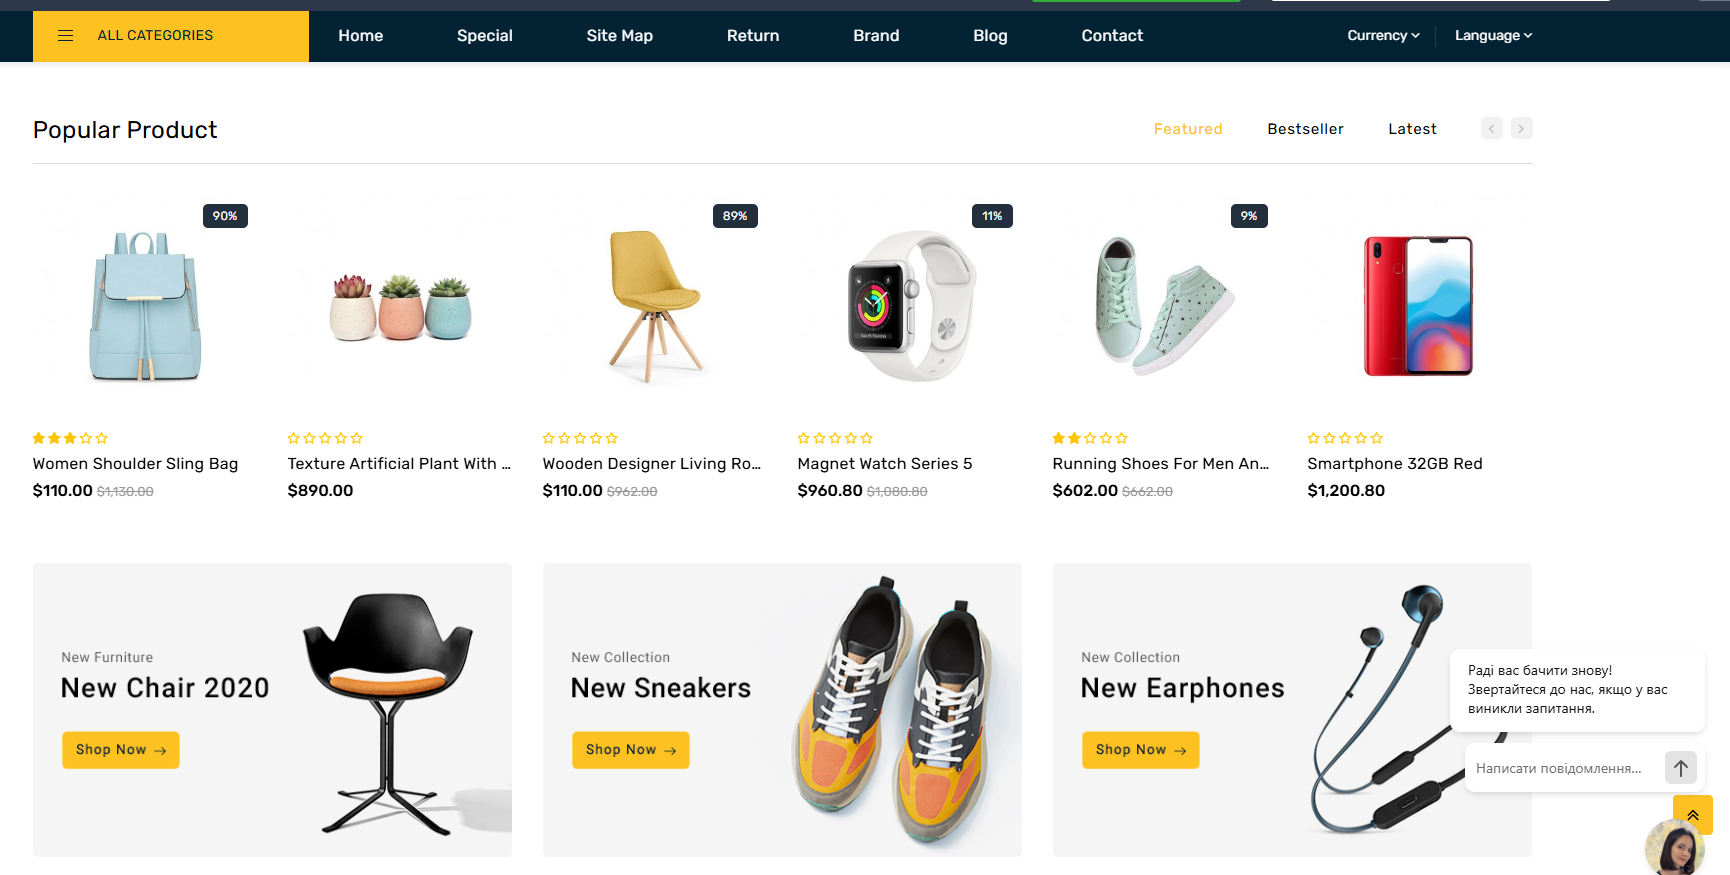 ALL CATEGORIES
Home
Special
Site Map
Return
Brand
Blog
Contact
Currency
Language
Popular Product
Featured
Bestseller
Latest
90%
89%
11%
9%
Women Shoulder Sling Bag
$110.00 $1,130.00
Texture Artificial Plant With ...
$890.00
Wooden Designer Living Ro...
$110.00 $962.00
Magnet Watch Series 5
$960.80 $1,080.80
Running Shoes For Men An...
$602.00 $662.00
Smartphone 32GB Red
$1,200.80
New Furniture
New Chair 2020
Shop Now
New Collection
New Sneakers
Shop Now
New Collection
New Earphones
Shop Now
Раді вас бачити знову!
Звертайтеся до нас, якщо у вас
виникли запитання.
Написати повідомлення...